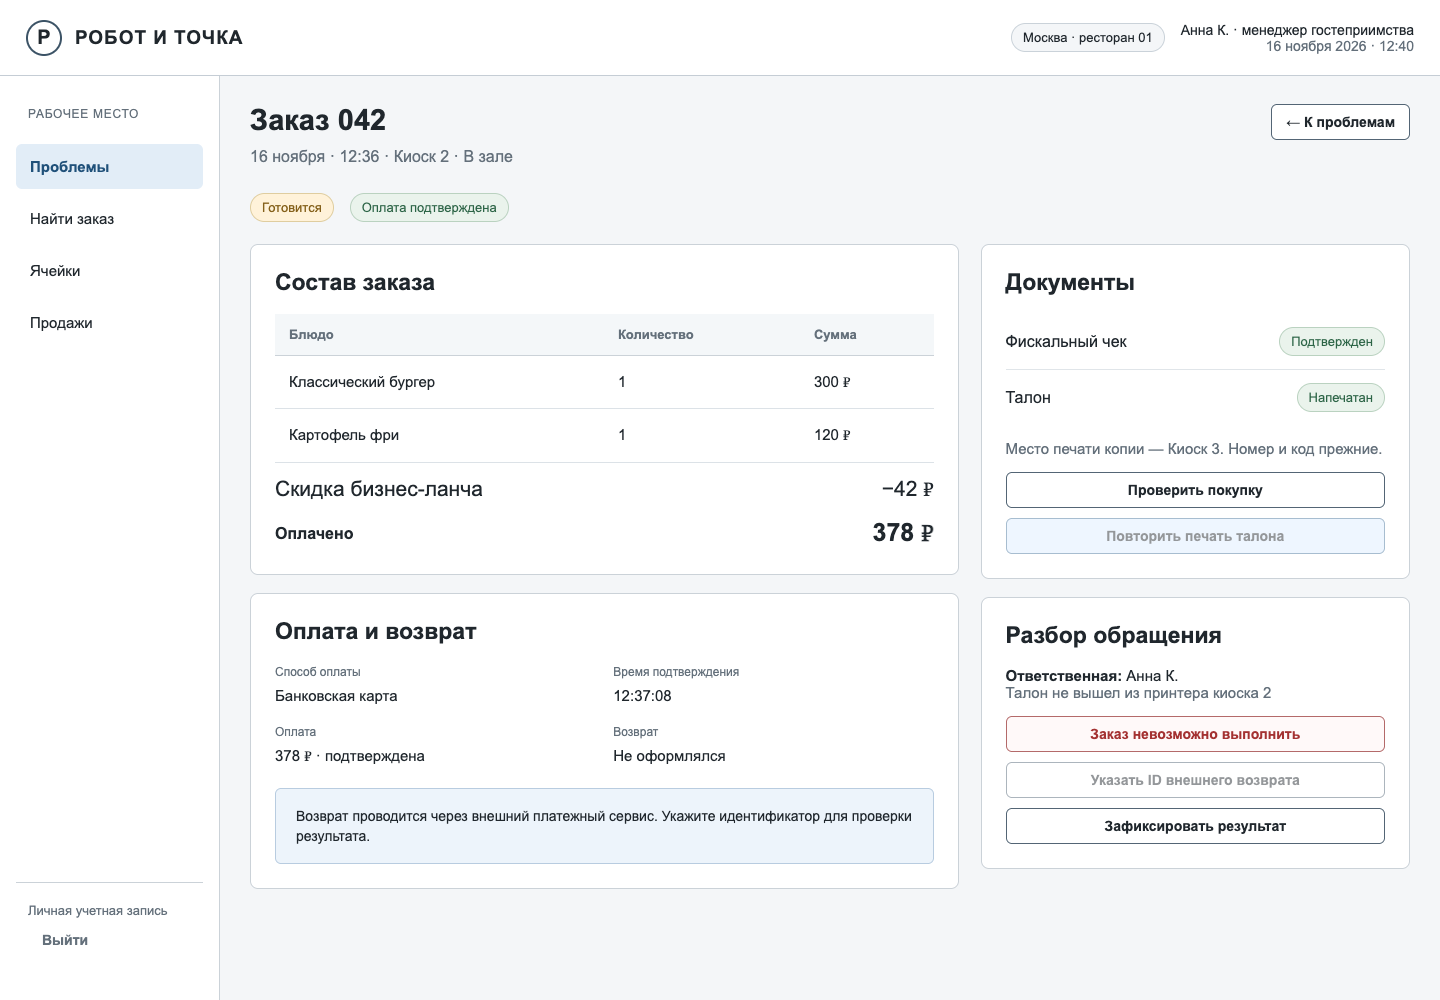 Р РОБОТ И ТОЧКА
Москва · ресторан 01
Анна К. · менеджер гостеприимства
16 ноября 2026 · 12:40
РАБОЧЕЕ МЕСТО
Проблемы
Найти заказ
Ячейки
Продажи
Личная учетная запись
Выйти
Заказ 042
16 ноября · 12:36 · Киоск 2 · В зале
← К проблемам
Готовится
Оплата подтверждена
Состав заказа
Блюдо Количество Сумма
Классический бургер 1 300 ₽
Картофель фри 1 120 ₽
Скидка бизнес-ланча −42 ₽
Оплачено 378 ₽
Оплата и возврат
Способ оплаты Время подтверждения
Банковская карта 12:37:08
Оплата Возврат
378 ₽ · подтверждена Не оформлялся
Возврат проводится через внешний платежный сервис. Укажите идентификатор для проверки
результата.
Документы
Фискальный чек Подтвержден
Талон Напечатан
Место печати копии — Киоск 3. Номер и код прежние.
Проверить покупку
Повторить печать талона
Разбор обращения
Ответственная: Анна К.
Талон не вышел из принтера киоска 2
Заказ невозможно выполнить
Указать ID внешнего возврата
Зафиксировать результат